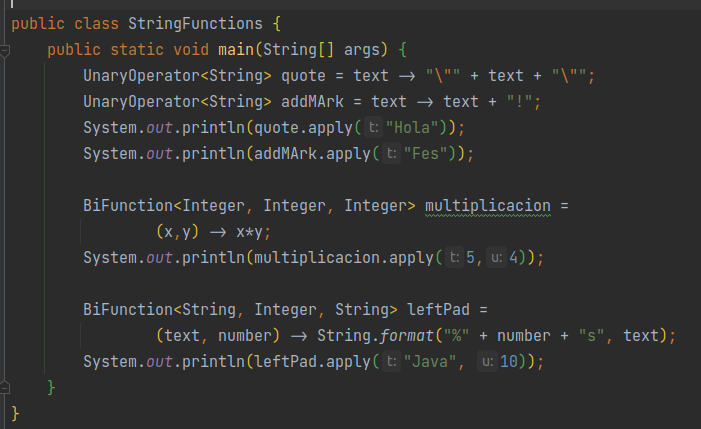 public class StringFunctions {
public static void main(String[] args) {
UnaryOperator<String> quote = text → "\"" + text + "\"";
UnaryOperator<String> addMArk = text → text + "!";
System.out.println(quote.apply( t: "Hola"));
System.out.println(addMArk.apply( t: "Fes"));
BiFunction<Integer, Integer, Integer> multiplicacion =
(x,y) → x*y;
System.out.println(multiplicacion.apply( t: 5, u: 4));
BiFunction<String, Integer, String> leftPad =
(text, number) → String.format("%" + number + "s", text);
System.out.println(leftPad.apply( t: "Java", u: 10));
}
}